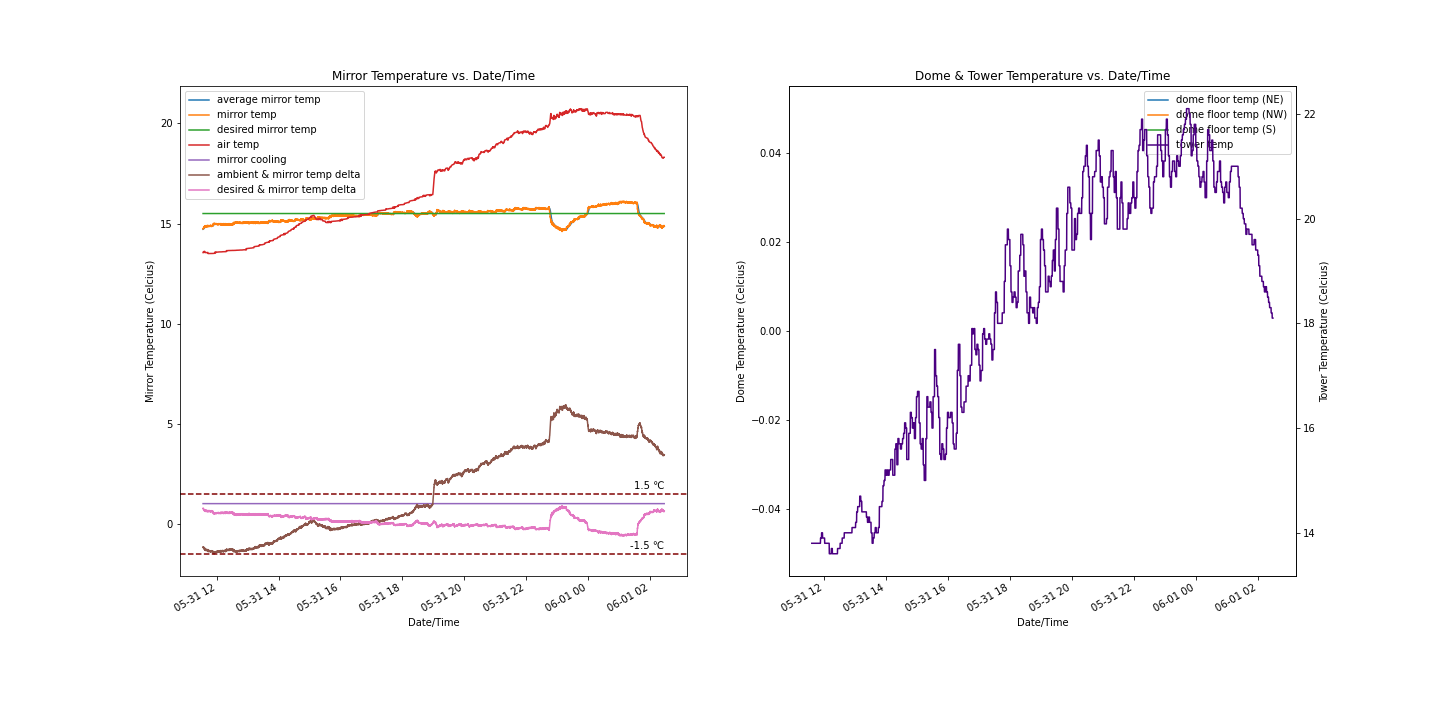 Mirror Temperature vs. Date/Time
average mirror temp
mirror temp
desired mirror temp
air temp
mirror cooling
ambient & mirror temp delta
desired & mirror temp delta
Mirror Temperature (Celcius)
20
15
10
5
0
1.5 °C
-1.5 °C
05-31 12
05-31 14
05-31 16
05-31 18
05-31 20
05-31 22
06-01 00
06-01 02
Date/Time
Dome & Tower Temperature vs. Date/Time
dome floor temp (NE)
dome floor temp (NW)
dome floor temp (S)
tower temp
Dome Temperature (Celcius)
0.04
0.02
0.00
−0.02
−0.04
22
20
18
16
14
Tower Temperature (Celcius)
05-31 12
05-31 14
05-31 16
05-31 18
05-31 20
05-31 22
06-01 00
06-01 02
Date/Time